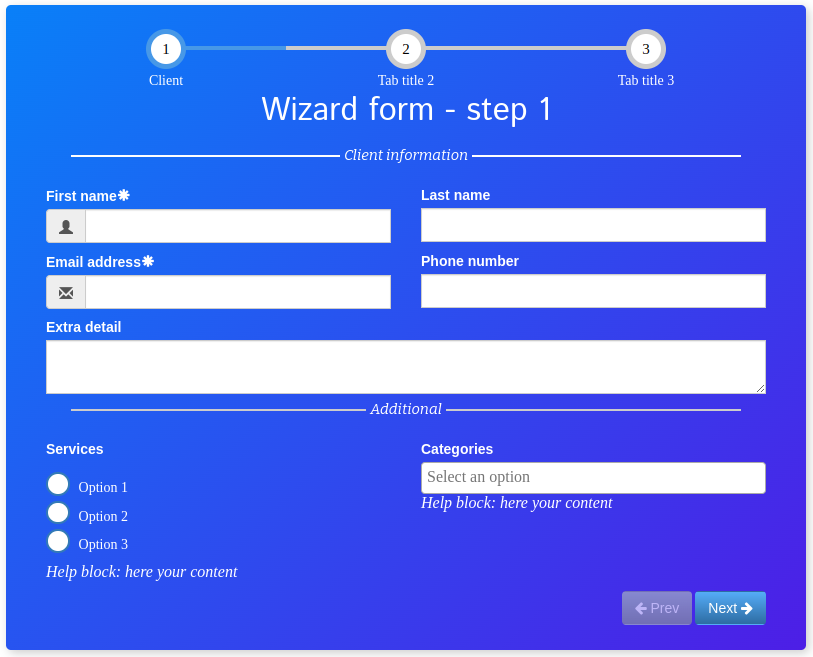 1 2 3
Client Tab title 2 Tab title 3
Wizard form - step 1
Client information
First name✱ Last name
Email address✱ Phone number
Extra detail
Additional
Services Categories
Select an option
Option 1 Help block: here your content
Option 2
Option 3
Help block: here your content
Prev Next